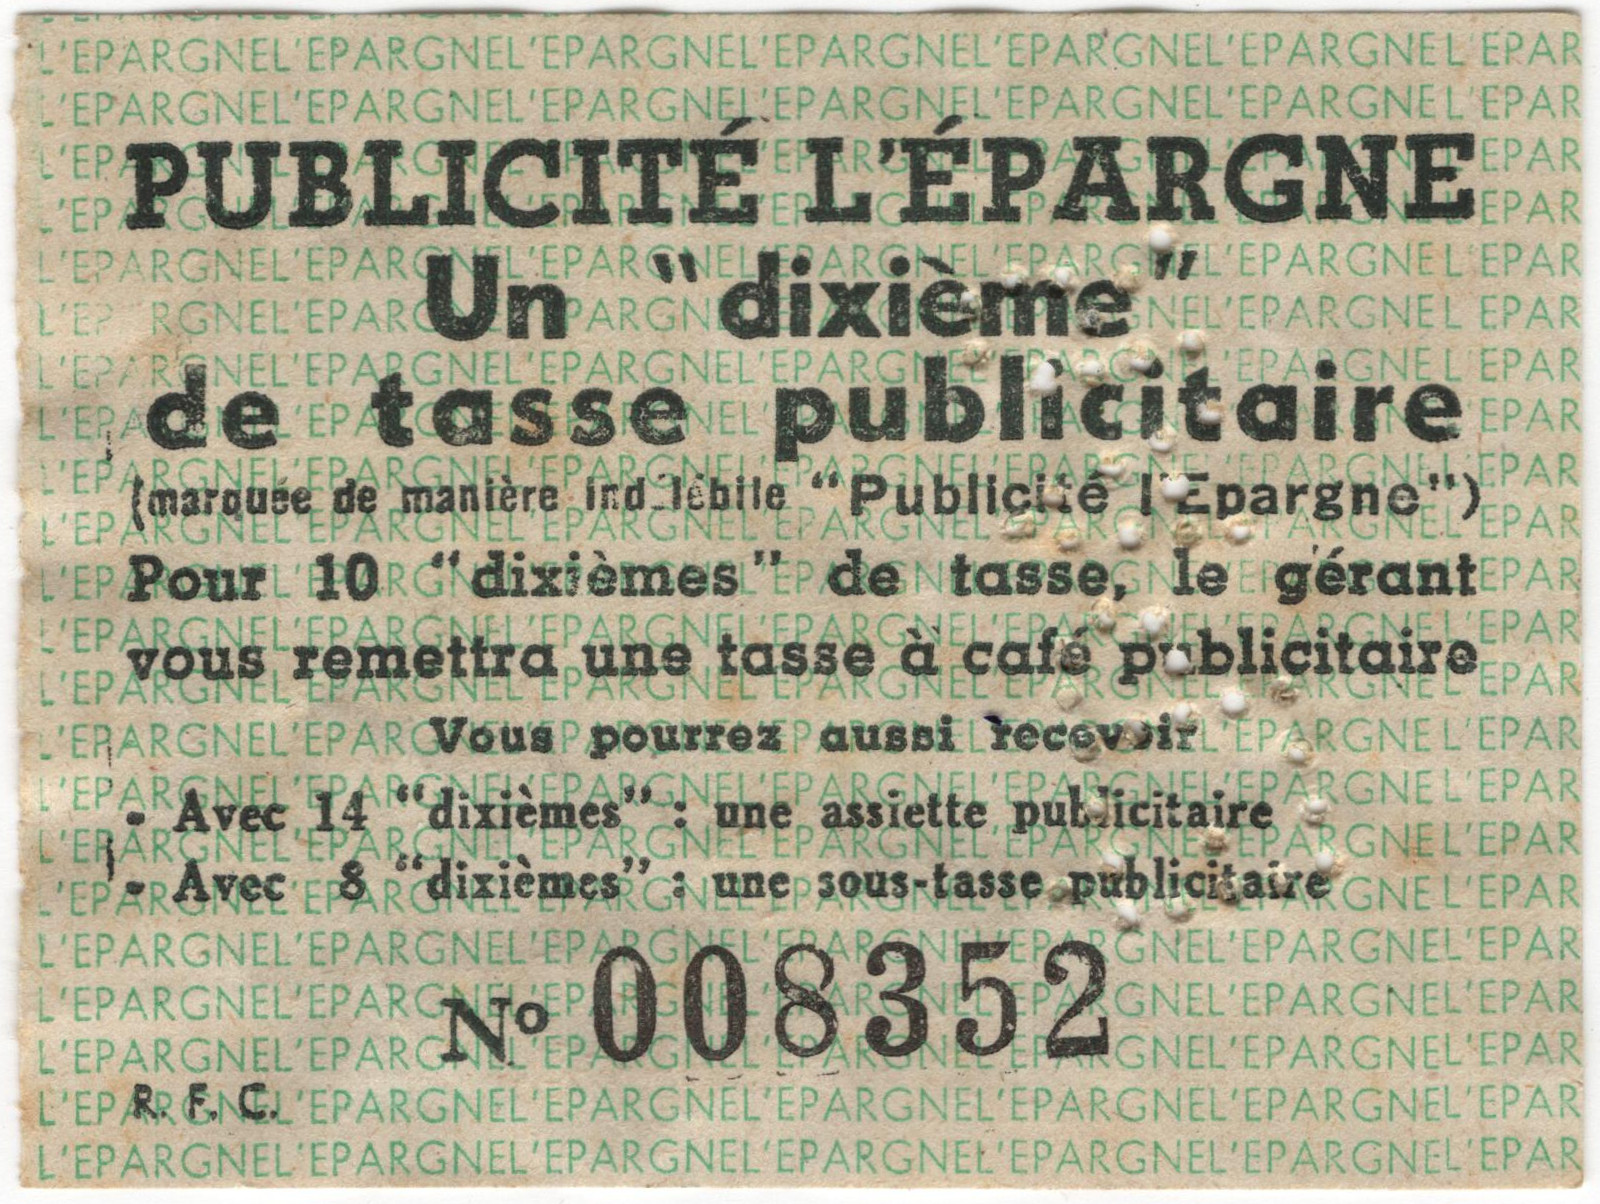 PUBLICITÉ L'ÉPARGNE
Un "dixième"
de tasse publicitaire
(marquée de manière indélébile "Publicité l'Epargne")
Pour 10 "dixièmes" de tasse, le gérant
vous remettra une tasse à café publicitaire
Vous pourrez aussi recevoir
- Avec 14 "dixièmes" : une assiette publicitaire
- Avec 8 "dixièmes" : une sous-tasse publicitaire
Nº 008352
R. F. C.